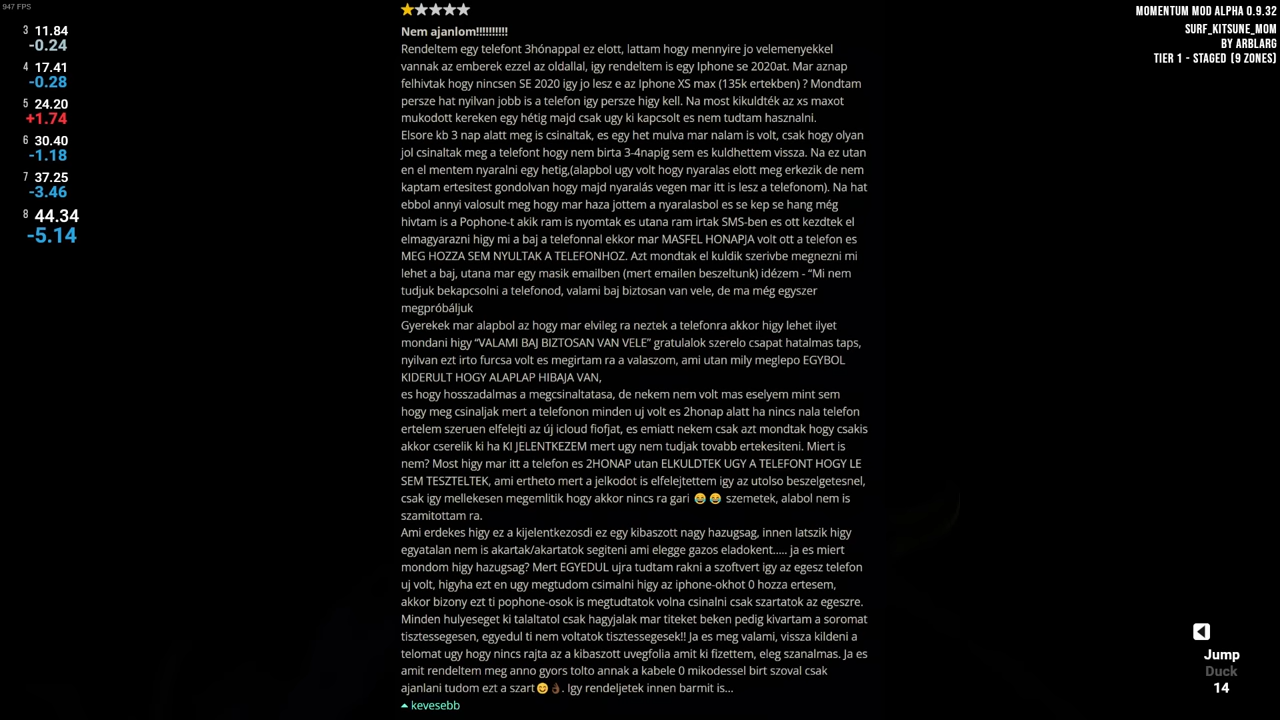 947 FPS
3 11.84
-0.24
4 17.41
-0.28
5 24.20
+1.74
6 30.40
-1.18
7 37.25
-3.46
8 44.34
-5.14
MOMENTUM MOD ALPHA 0.9.32
SURF_KITSUNE_MOM
BY ARBLARG
TIER 1 - STAGED (9 ZONES)
Nem ajanlom!!!!!!!!!!
Rendeltem egy telefont 3hónappal ez elott, lattam hogy mennyire jo velemenyekkel
vannak az emberek ezzel az oldallal, igy rendeltem is egy Iphone se 2020at. Mar aznap
felhivtak hogy nincsen SE 2020 igy jo lesz e az Iphone XS max (135k ertekben) ? Mondtam
persze hat nyilvan jobb is a telefon igy persze higy kell. Na most kikuldték az xs maxot
mukodott kereken egy hétig majd csak ugy ki kapcsolt es nem tudtam hasznalni.
Elsore kb 3 nap alatt meg is csinaltak, es egy het mulva mar nalam is volt, csak hogy olyan
jol csinaltak meg a telefont hogy nem birta 3-4napig sem es kuldhettem vissza. Na ez utan
en el mentem nyaralni egy hetig,(alapbol ugy volt hogy nyaralas elott meg erkezik de nem
kaptam ertesitest gondolvan hogy majd nyaralás vegen mar itt is lesz a telefonom). Na hat
ebbol annyi valosult meg hogy mar haza jottem a nyaralasbol es se kep se hang még
hivtam is a Pophone-t akik ram is nyomtak es utana ram irtak SMS-ben es ott kezdtek el
elmagyarazni higy mi a baj a telefonnal ekkor mar MASFEL HONAPJA volt ott a telefon es
MEG HOZZA SEM NYULTAK A TELEFONHOZ. Azt mondtak el kuldik szerivbe megnezni mi
lehet a baj, utana mar egy masik emailben (mert emailen beszeltunk) idézem - “Mi nem
tudjuk bekapcsolni a telefonod, valami baj biztosan van vele, de ma még egyszer
megpróbáljuk
Gyerekek mar alapbol az hogy mar elvileg ra neztek a telefonra akkor higy lehet ilyet
mondani higy “VALAMI BAJ BIZTOSAN VAN VELE” gratulalok szerelo csapat hatalmas taps,
nyilvan ezt irto furcsa volt es megirtam ra a valaszom, ami utan mily meglepo EGYBOL
KIDERULT HOGY ALAPLAP HIBAJA VAN,
es hogy hosszadalmas a megcsinaltatasa, de nekem nem volt mas eselyem mint sem
hogy meg csinaljak mert a telefonon minden uj volt es 2honap alatt ha nincs nala telefon
ertelem szeruen elfelejti az új icloud fiofjat, es emiatt nekem csak azt mondtak hogy csakis
akkor cserelik ki ha KI JELENTKEZEM mert ugy nem tudjak tovabb ertekesiteni. Miert is
nem? Most higy mar itt a telefon es 2HONAP utan ELKULDTEK UGY A TELEFONT HOGY LE
SEM TESZTELTEK, ami ertheto mert a jelkodot is elfelejtettem igy az utolso beszelgetesnel,
csak igy mellekesen megemlitik hogy akkor nincs ra gari 😂 😂 szemetek, alabol nem is
szamitottam ra.
Ami erdekes higy ez a kijelentkezosdi ez egy kibaszott nagy hazugsag, innen latszik higy
egyatalan nem is akartak/akartatok segiteni ami elegge gazos eladokent..... ja es miert
mondom higy hazugsag? Mert EGYEDUL ujra tudtam rakni a szoftvert igy az egesz telefon
uj volt, higyha ezt en ugy megtudom csimalni higy az iphone-okhot 0 hozza ertesem,
akkor bizony ezt ti pophone-osok is megtudtatok volna csinalni csak szartatok az egeszre.
Minden hulyeseget ki talaltatol csak hagyjalak mar titeket beken pedig kivartam a soromat
tisztessegesen, egyedul ti nem voltatok tisztessegesek!! Ja es meg valami, vissza kildeni a
telomat ugy hogy nincs rajta az a kibaszott uvegfolia amit ki fizettem, eleg szanalmas. Ja es
amit rendeltem meg anno gyors tolto annak a kabele 0 mikodessel birt szoval csak
ajanlani tudom ezt a szart😊👌🏾. Igy rendeljetek innen barmit is...
kevesebb
Jump
Duck
14